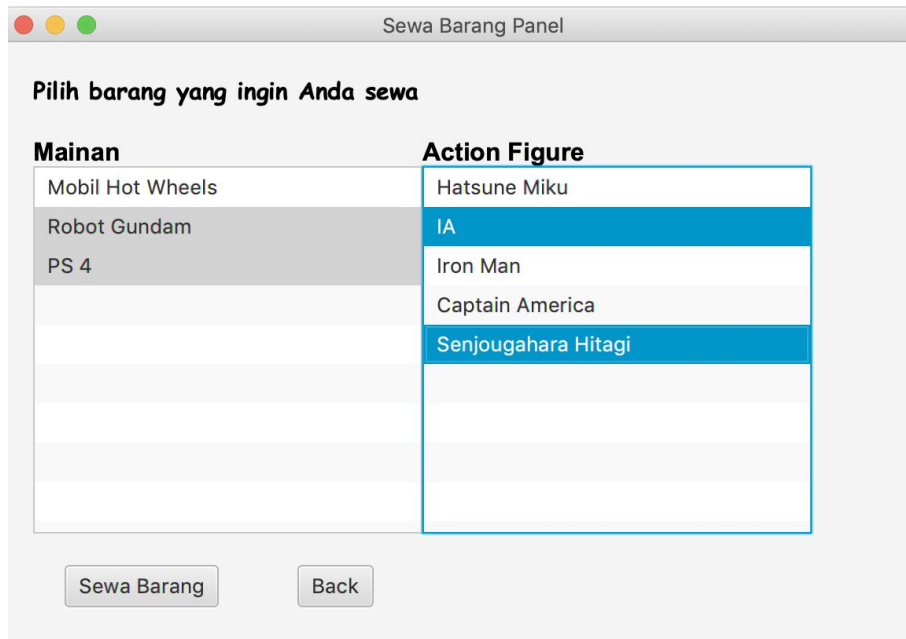 Sewa Barang Panel
Pilih barang yang ingin Anda sewa
Mainan
Mobil Hot Wheels
Robot Gundam
PS 4
Action Figure
Hatsune Miku
IA
Iron Man
Captain America
Senjougahara Hitagi
Sewa Barang
Back